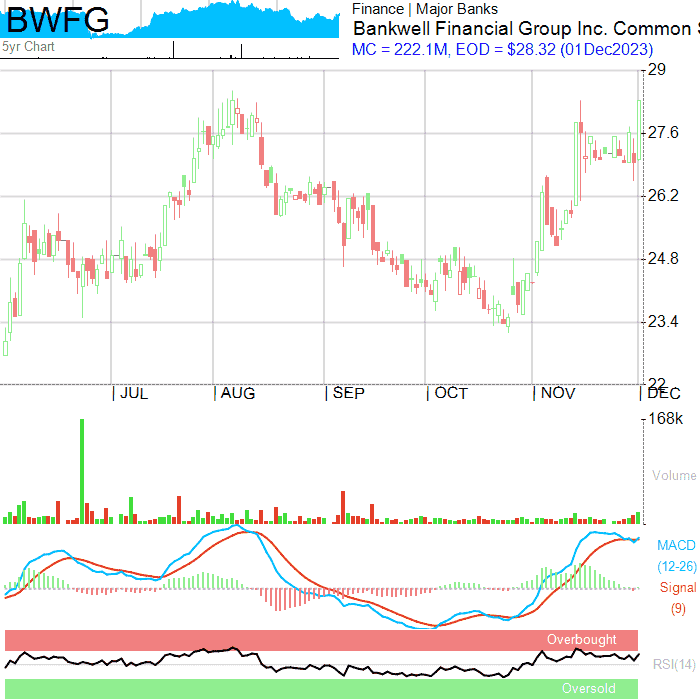 BWFG
5yr Chart
Finance | Major Banks
Bankwell Financial Group Inc. Common S
MC = 222.1M, EOD = $28.32 (01Dec2023)
29
27.6
26.2
24.8
23.4
22
| JUL | AUG | SEP | OCT | NOV | DEC
168k
Volume
MACD
(12-26)
Signal
(9)
Overbought
RSI(14)
Oversold